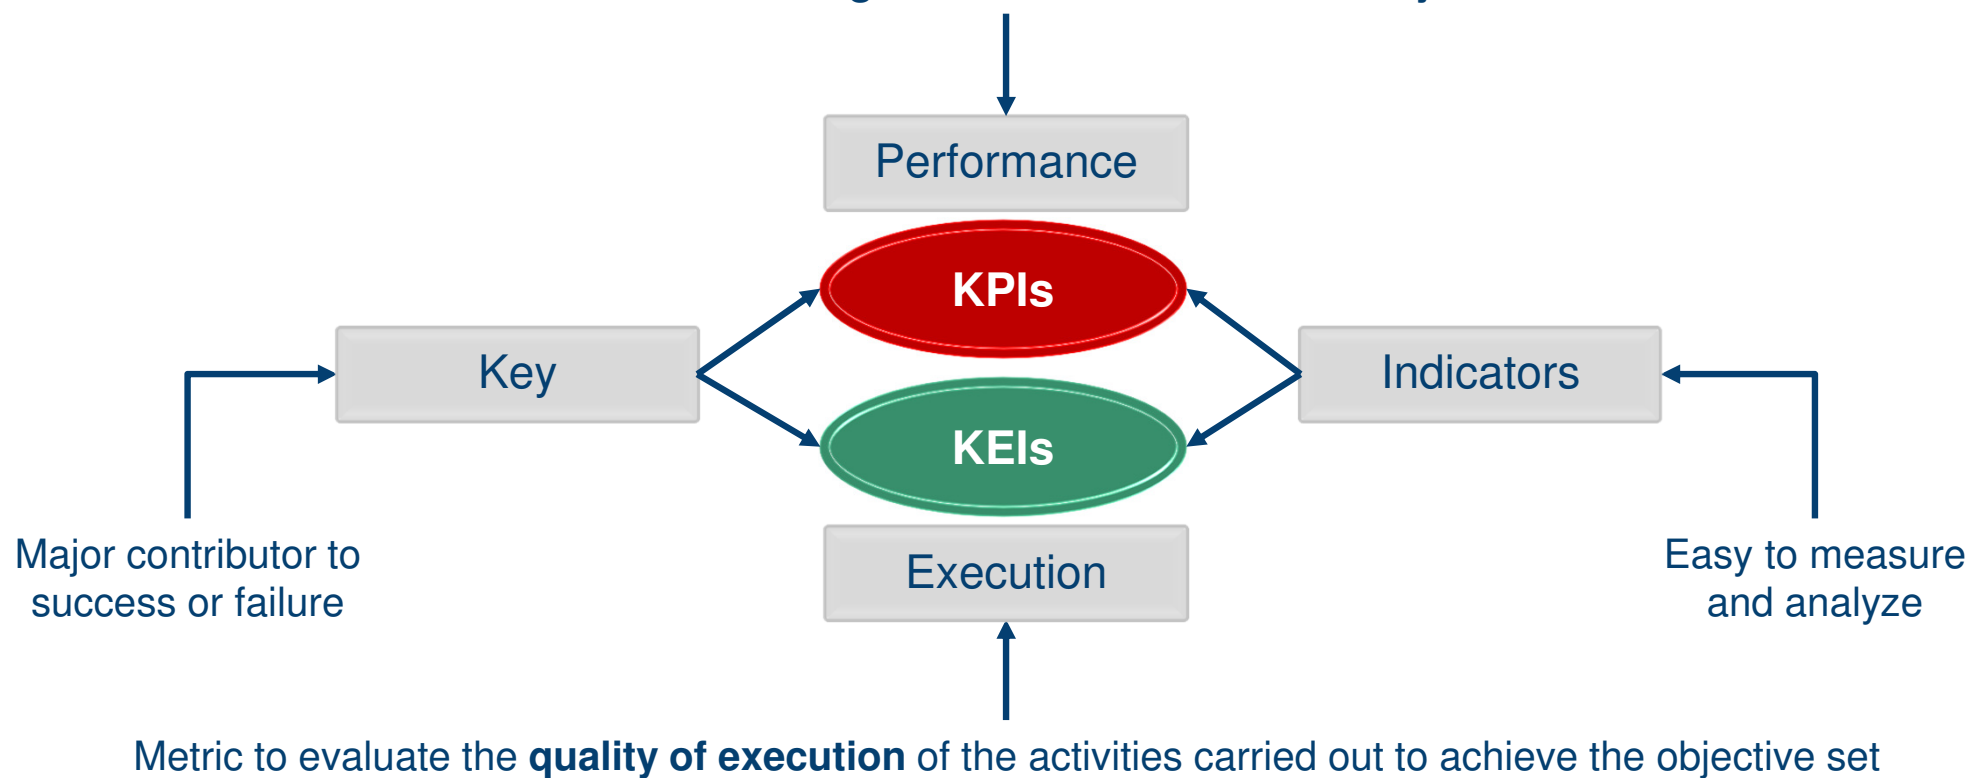 Performance
KPIs
Key
Indicators
KEIs
Major contributor to
success or failure
Execution
Easy to measure
and analyze
Metric to evaluate the quality of execution of the activities carried out to achieve the objective set